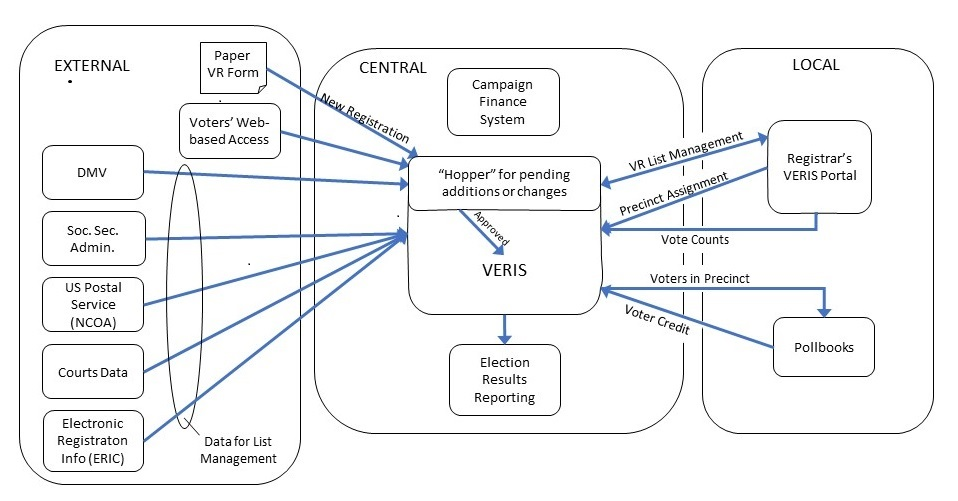 EXTERNAL
Paper
VR Form
Voters' Web-
based Access
DMV
Soc. Sec.
Admin.
US Postal
Service
(NCOA)
Courts Data
Electronic
Registraton
Info (ERIC)
Data for List
Management
New Registration
CENTRAL
Campaign
Finance
System
"Hopper" for pending
additions or changes
Approved
VERIS
Election
Results
Reporting
LOCAL
VR List Management
Precinct Assignment
Vote Counts
Registrar's
VERIS Portal
Voters in Precinct
Voter Credit
Pollbooks